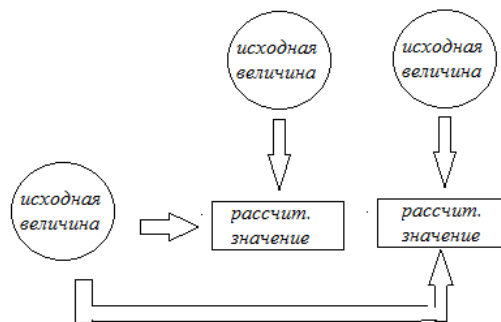 исходная
величина
исходная
величина
исходная
величина
рассчит.
значение
рассчит.
значение